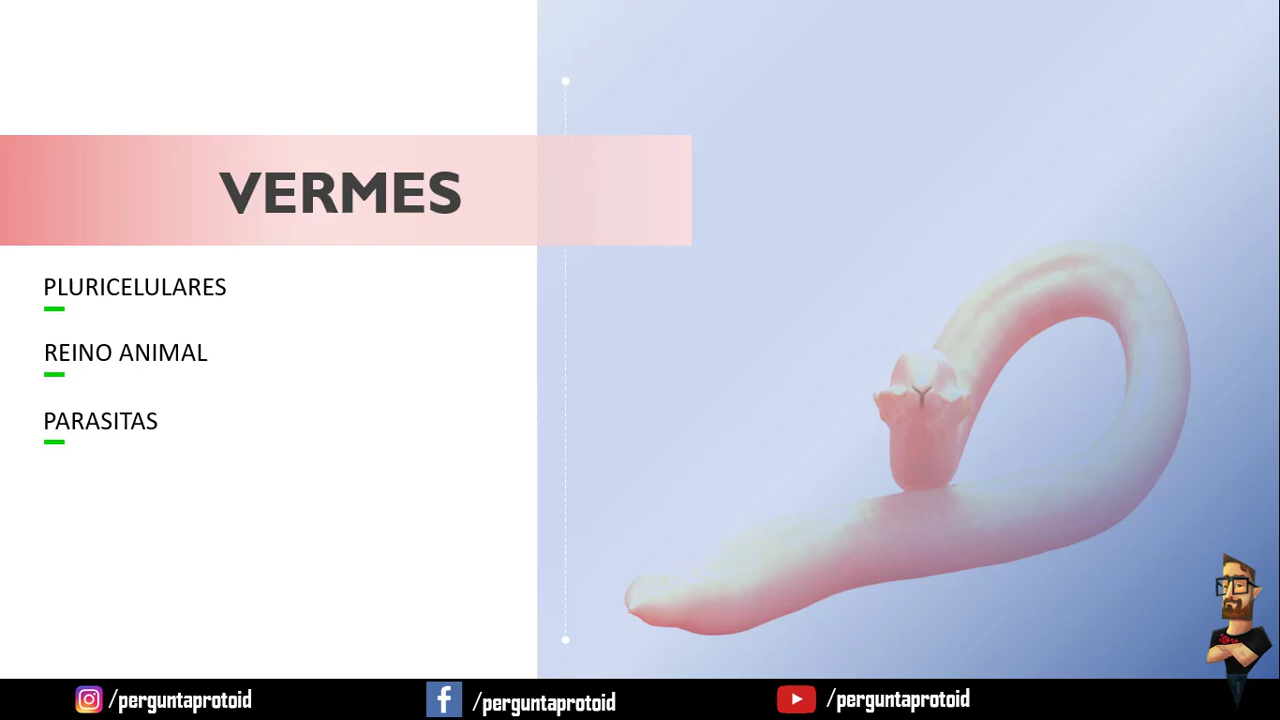 VERMES
PLURICELULARES
REINO ANIMAL
PARASITAS
/perguntaprotoid
/perguntaprotoid
/perguntaprotoid